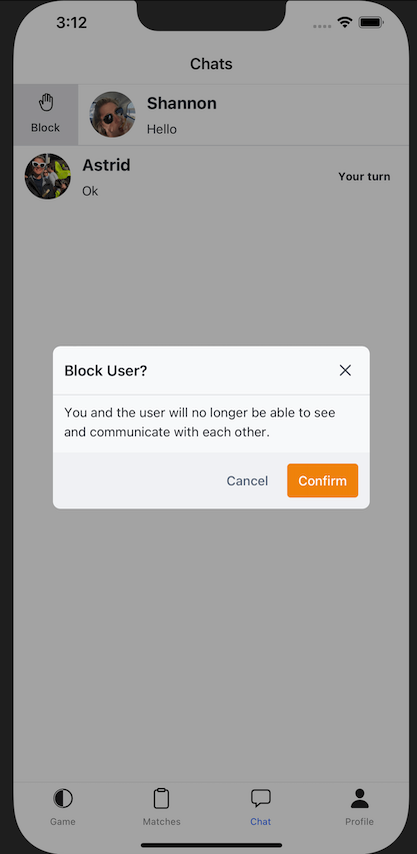 3:12
Chats
Block
Shannon
Hello
Astrid
Ok
Your turn
Block User?
You and the user will no longer be able to see
and communicate with each other.
Cancel
Confirm
Game
Matches
Chat
Profile